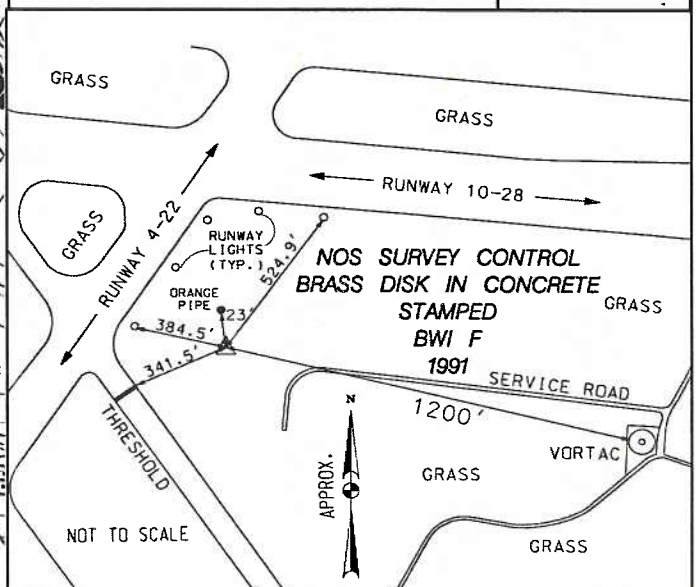 GRASS
GRASS
RUNWAY 10-28
GRASS
RUNWAY 4-22
RUNWAY
LIGHTS
(TYP.)
524.9'
NOS SURVEY CONTROL
BRASS DISK IN CONCRETE
STAMPED
BWI F
1991
GRASS
ORANGE
PIPE
23'
384.5'
341.5'
SERVICE ROAD
1200'
THRESHOLD
N
APPROX.
VORTAC
GRASS
NOT TO SCALE
GRASS